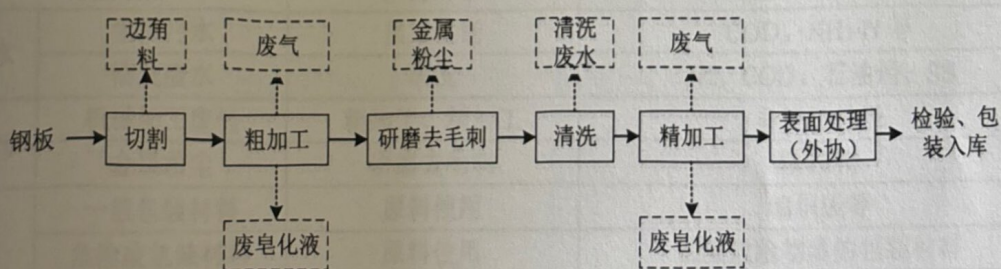 边角
料
废气
金属
粉尘
清洗
废水
废气
钢板
切割
粗加工
研磨去毛刺
清洗
精加工
表面处理
（外协）
检验、包
装入库
废皂化液
废皂化液